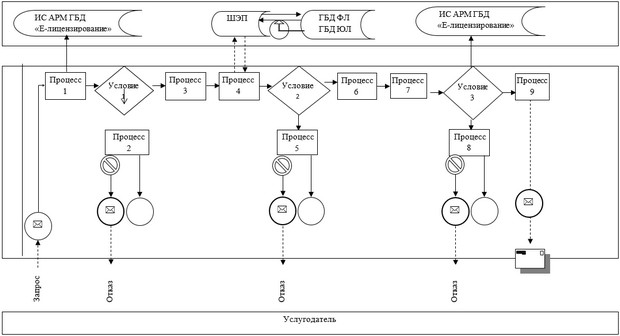 ИС АРМ ГБД
«Е-лицензирование»
ШЭП
ГБД ФЛ
ГБД ЮЛ
ИС АРМ ГБД
«Е-лицензирование»
Процесс
1
Условие
1
Процесс
3
Процесс
4
Условие
2
Процесс
6
Процесс
7
Условие
3
Процесс
9
Процесс
2
Процесс
5
Процесс
8
Запрос
Отказ
Отказ
Отказ
Услугодатель